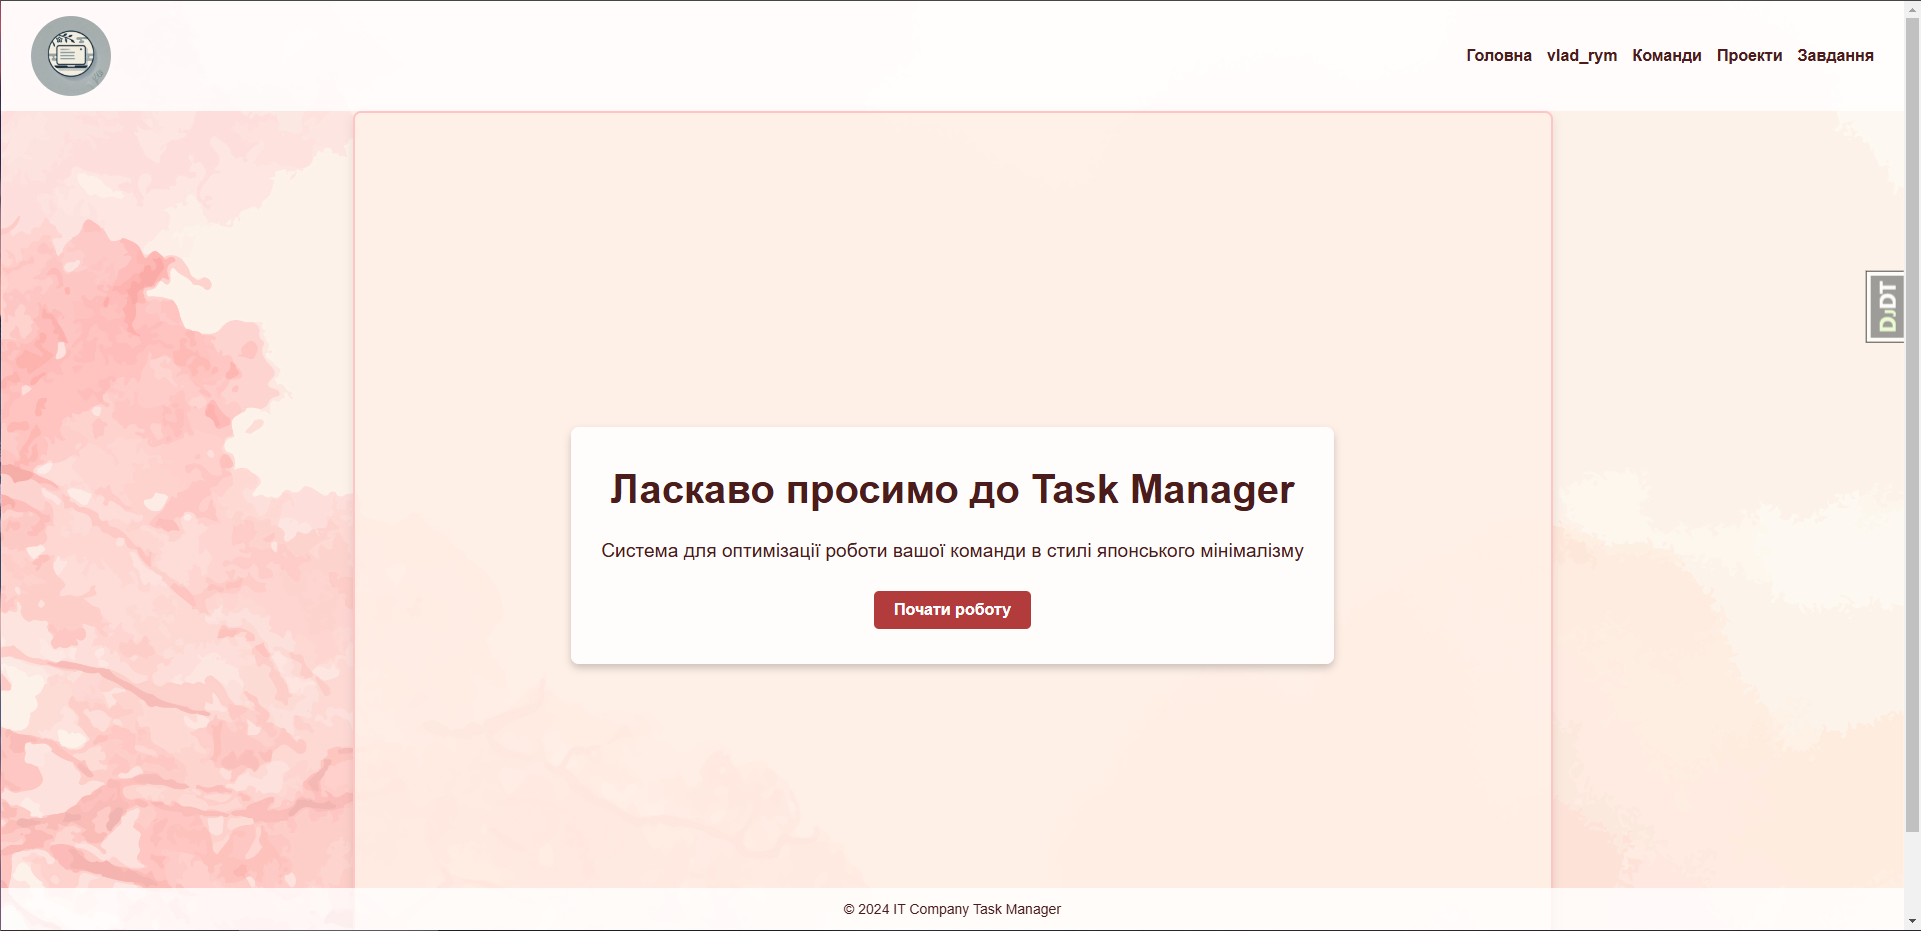 Головна vlad_rym Команди Проекти Завдання
DjDT
Ласкаво просимо до Task Manager
Система для оптимізації роботи вашої команди в стилі японського мінімалізму
Почати роботу
© 2024 IT Company Task Manager